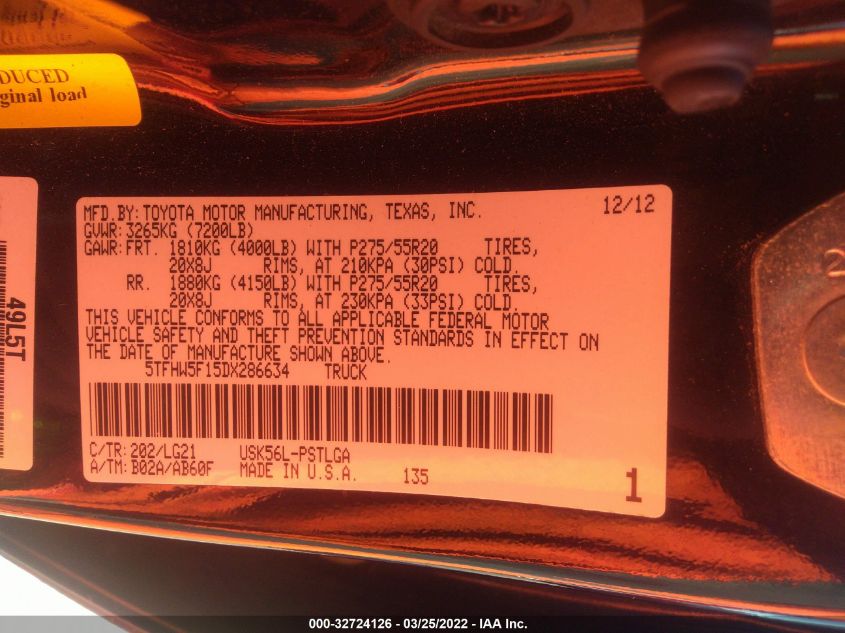 DUCED
ginal load
49L5T
MFD.BY: TOYOTA MOTOR MANUFACTURING, TEXAS, INC. 12/12
GVWR: 3265KG (7200LB)
GAWR: FRT. 1810KG (4000LB) WITH P275/55R20 TIRES,
20X8J RIMS, AT 210KPA (30PSI) COLD.
RR. 1880KG (4150LB) WITH P275/55R20 TIRES,
20X8J RIMS, AT 230KPA (33PSI) COLD.
THIS VEHICLE CONFORMS TO ALL APPLICABLE FEDERAL MOTOR
VEHICLE SAFETY AND THEFT PREVENTION STANDARDS IN EFFECT ON
THE DATE OF MANUFACTURE SHOWN ABOVE.
5TFHW5F15DX286634 TRUCK
C/TR: 202/LG21 USK56L-PSTLGA
A/TM: B02A/AB60F MADE IN U.S.A. 135 1
2
000-32724126 - 03/25/2022 - IAA Inc.